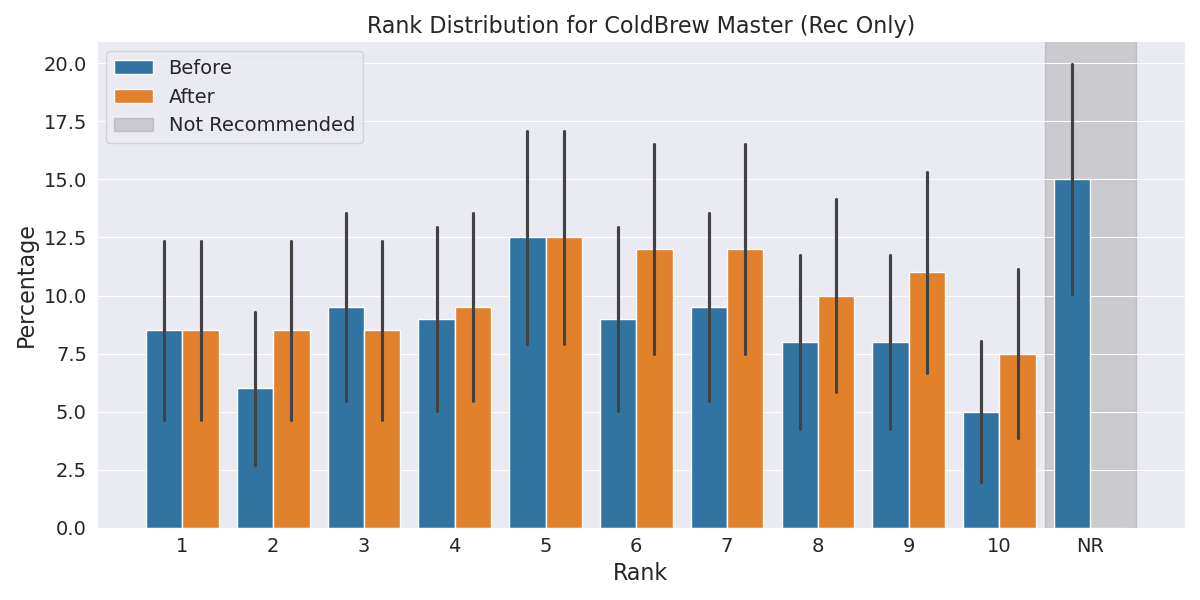 Rank Distribution for ColdBrew Master (Rec Only)
Before
After
Not Recommended
Percentage
20.0
17.5
15.0
12.5
10.0
7.5
5.0
2.5
0.0
1 2 3 4 5 6 7 8 9 10 NR
Rank